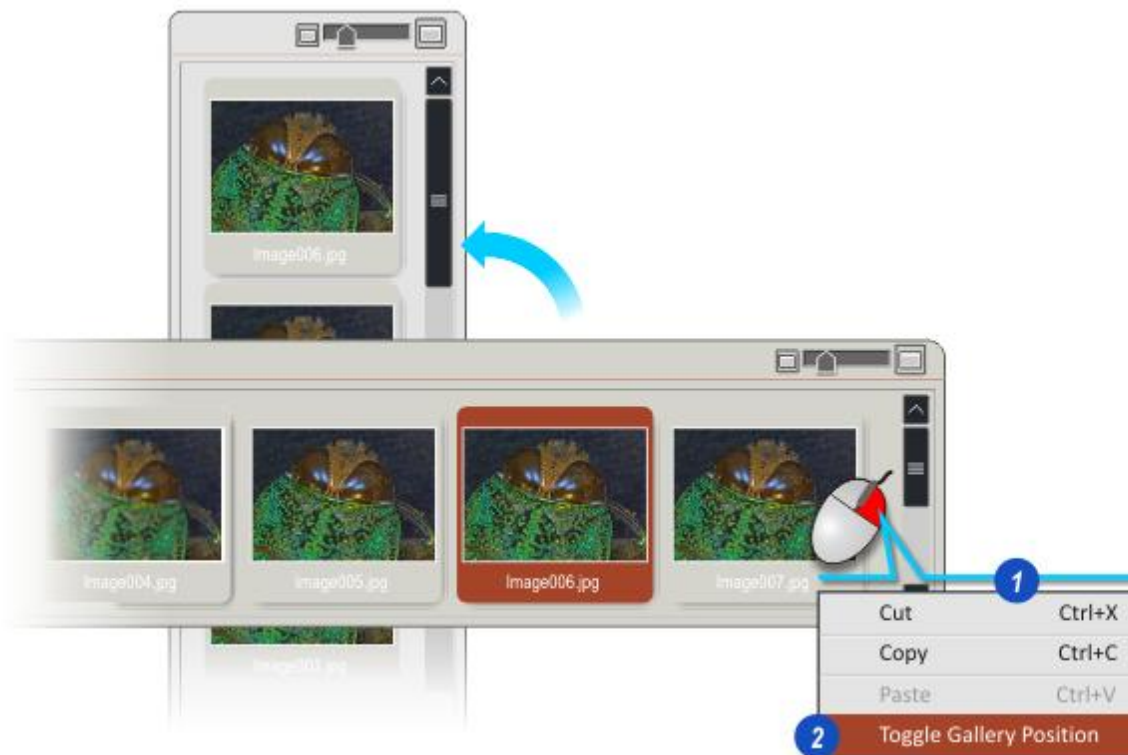 Image006.jpg
Image004.jpg
Image005.jpg
Image006.jpg
Image007.jpg
1
Cut Ctrl+X
Copy Ctrl+C
Paste Ctrl+V
2 Toggle Gallery Position